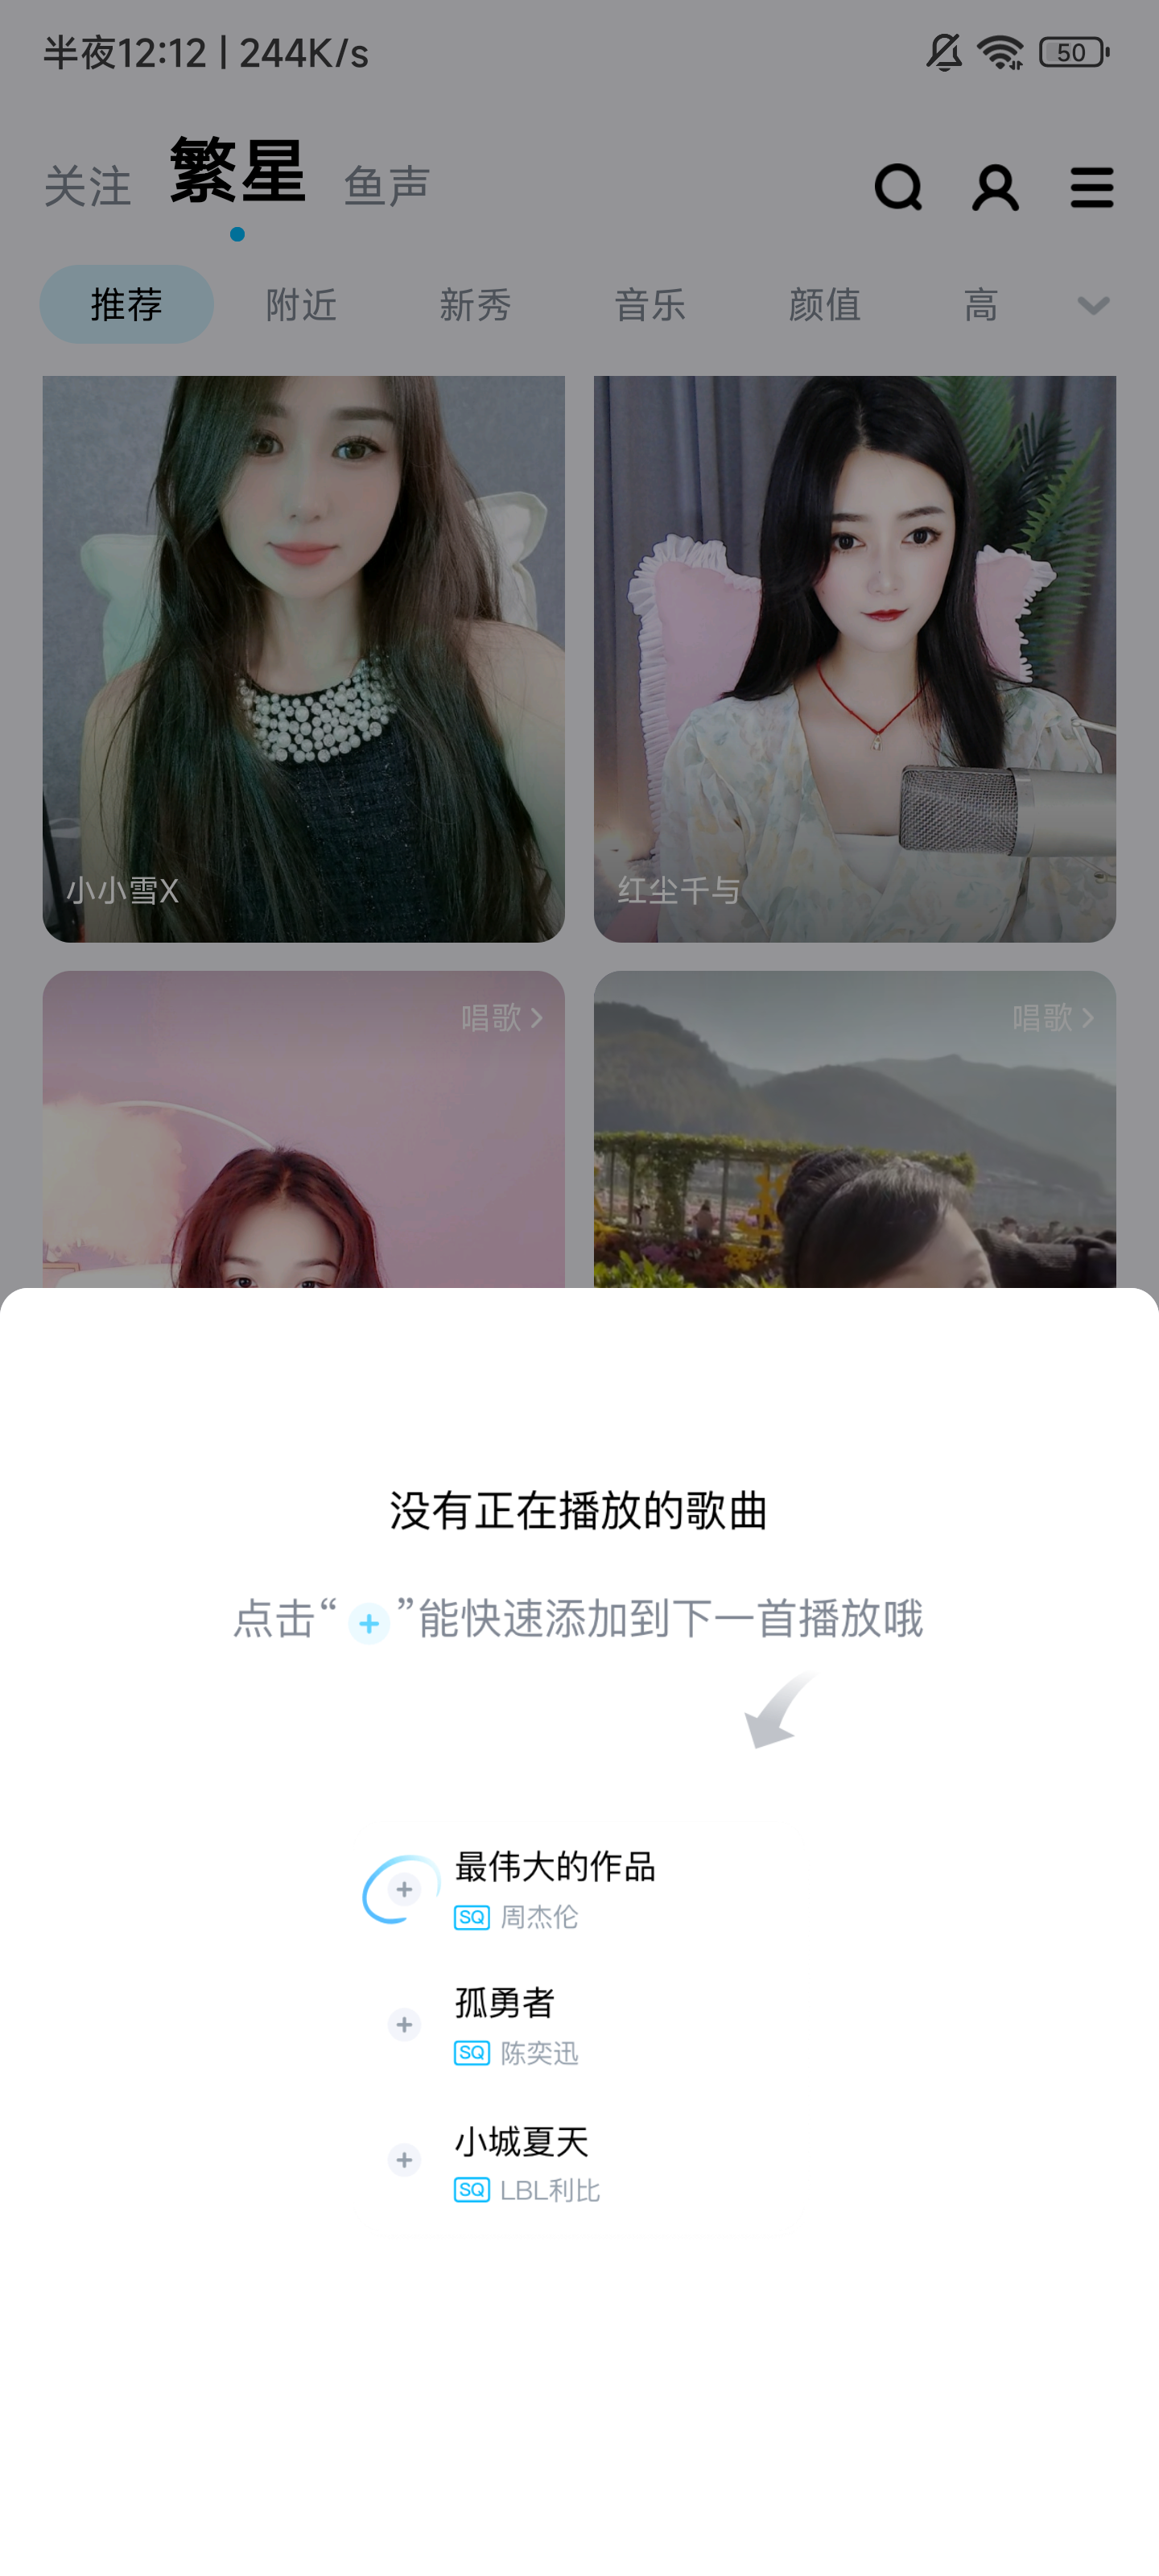 半夜12:12 | 244K/s 50
关注 繁星 鱼声
推荐 附近 新秀 音乐 颜值 高
小小雪X 红尘千与
唱歌 唱歌
没有正在播放的歌曲
点击“+”能快速添加到下一首播放哦
最伟大的作品
SQ 周杰伦
孤勇者
SQ 陈奕迅
小城夏天
SQ LBL利比